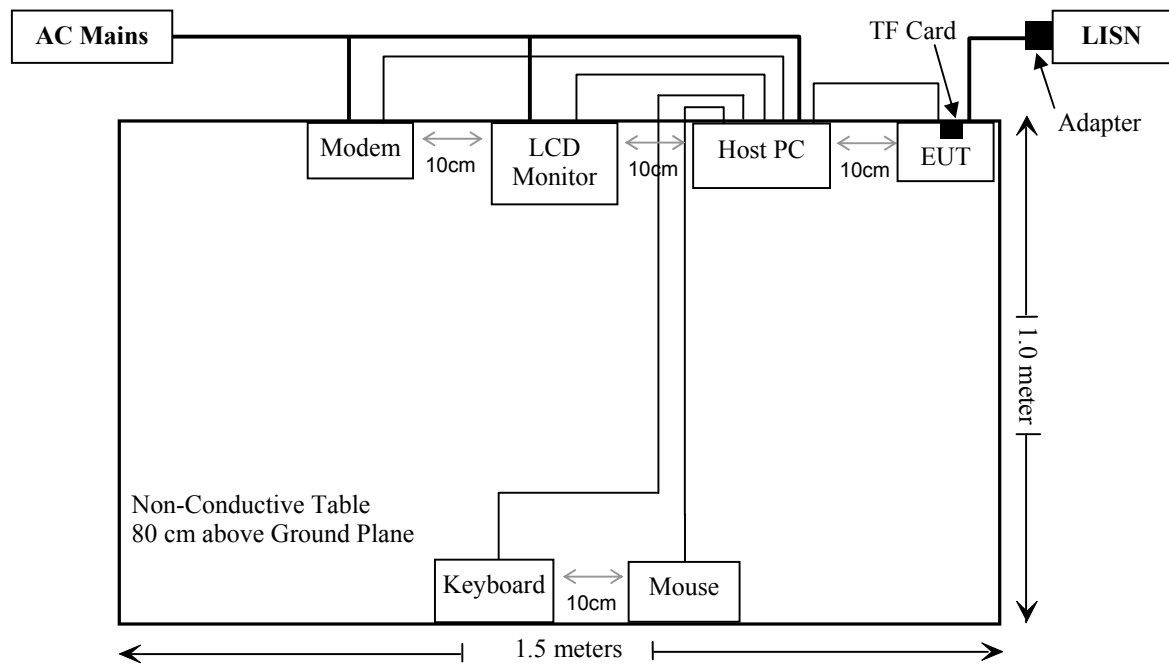 AC Mains
TF Card
LISN
Adapter
Modem
10cm
LCD
Monitor
10cm
Host PC
10cm
EUT
1.0 meter
Non-Conductive Table
80 cm above Ground Plane
Keyboard
10cm
Mouse
1.5 meters